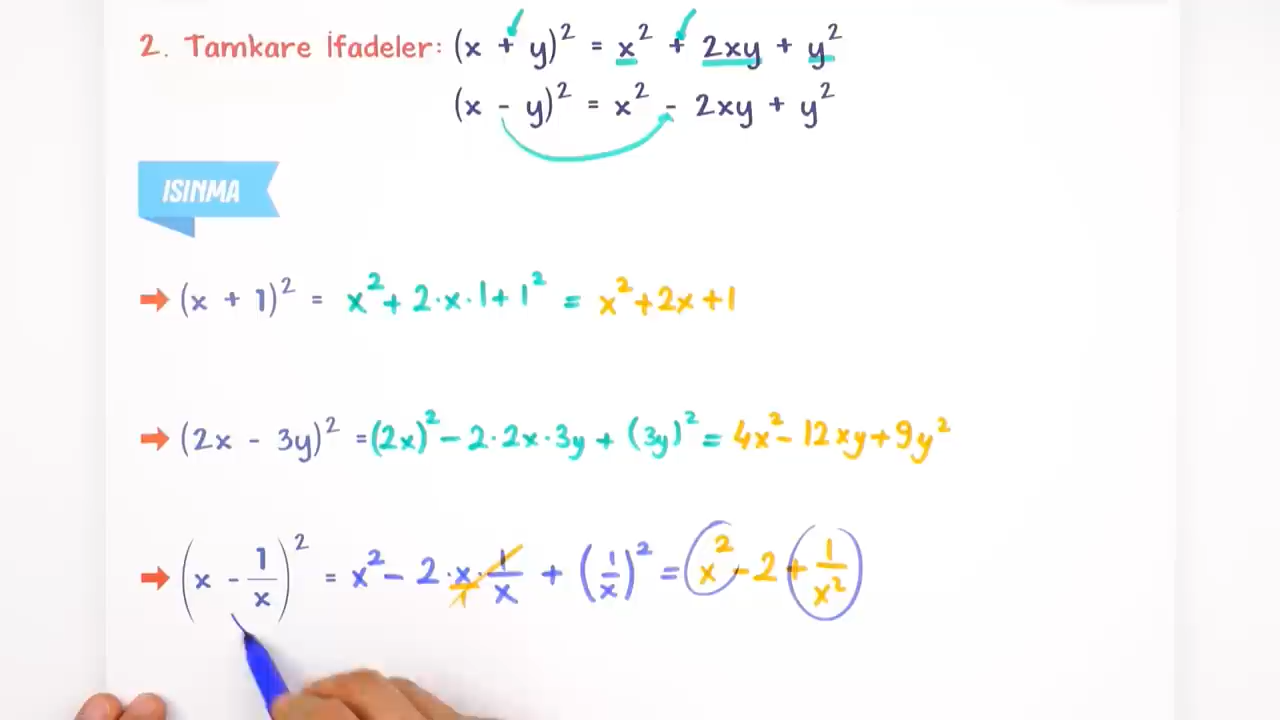 2. Tamkare İfadeler: (x + y)² = x² + 2xy + y²
(x - y)² = x² - 2xy + y²
ISINMA
(x + 1)² = x² + 2·x·1 + 1² = x² + 2x + 1
(2x - 3y)² = (2x)² - 2·2x·3y + (3y)² = 4x² - 12xy + 9y²
(x - 1/x)² = x² - 2·x·1/x + (1/x)² = x² - 2 + 1/x²